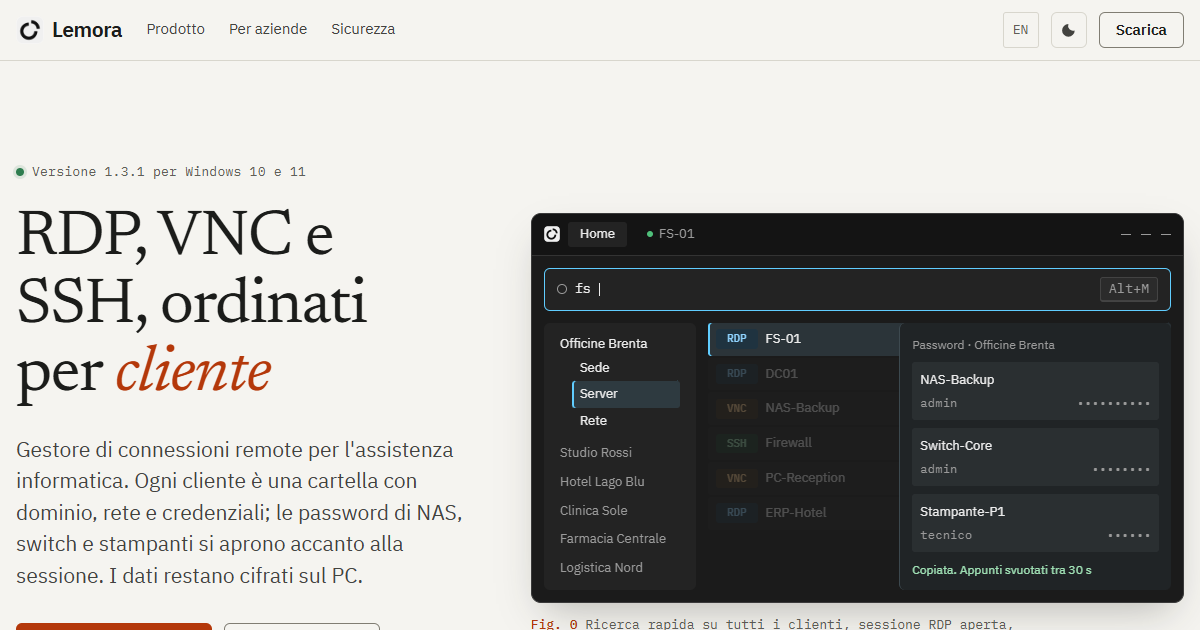 Lemora
Prodotto
Per aziende
Sicurezza
EN
Scarica
Versione 1.3.1 per Windows 10 e 11
RDP, VNC e
SSH, ordinati
per cliente
Gestore di connessioni remote per l'assistenza
informatica. Ogni cliente è una cartella con
dominio, rete e credenziali; le password di NAS,
switch e stampanti si aprono accanto alla
sessione. I dati restano cifrati sul PC.
Home
FS-01
fs
Alt+M
Officine Brenta
Sede
Server
Rete
Studio Rossi
Hotel Lago Blu
Clinica Sole
Farmacia Centrale
Logistica Nord
RDP FS-01
RDP DC01
VNC NAS-Backup
SSH Firewall
VNC PC-Reception
RDP ERP-Hotel
Password · Officine Brenta
NAS-Backup
admin ••••••••••
Switch-Core
admin ••••••••
Stampante-P1
tecnico ••••••
Copiata. Appunti svuotati tra 30 s
Fig. 0 Ricerca rapida su tutti i clienti, sessione RDP aperta,